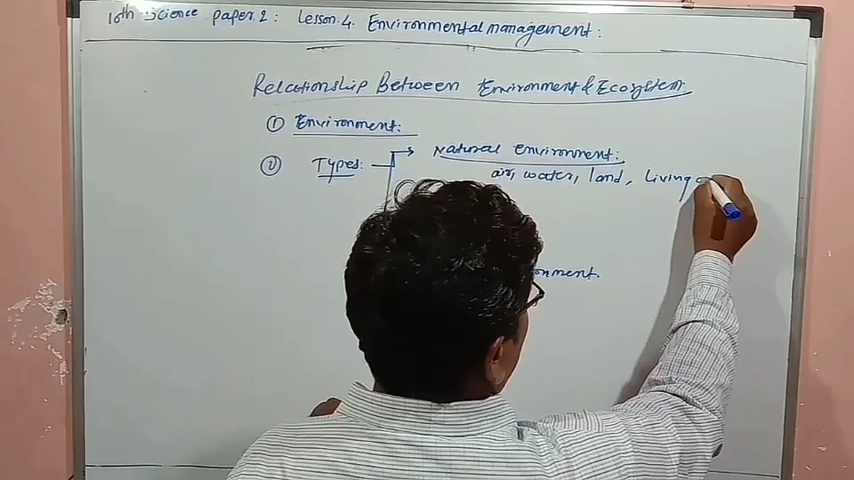 10th Science paper 2 : Lesson. 4. Environmental management :
Relationship Between Environment & Ecosystem.
① Environment:
② Types: Natural environment:
air, water, land, Living